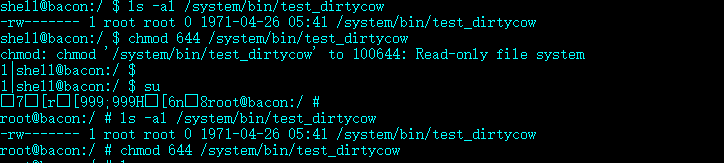 shell@bacon:/ $ ls -al /system/bin/test_dirtycow
-rw------- 1 root root 0 1971-04-26 05:41 /system/bin/test_dirtycow
shell@bacon:/ $ chmod 644 /system/bin/test_dirtycow
chmod: chmod '/system/bin/test_dirtycow' to 100644: Read-only file system
1|shell@bacon:/ $
1|shell@bacon:/ $ su
□7□[r□[999;999H□[6n□8root@bacon:/ #
root@bacon:/ # ls -al /system/bin/test_dirtycow
-rw------- 1 root root 0 1971-04-26 05:41 /system/bin/test_dirtycow
root@bacon:/ # chmod 644 /system/bin/test_dirtycow